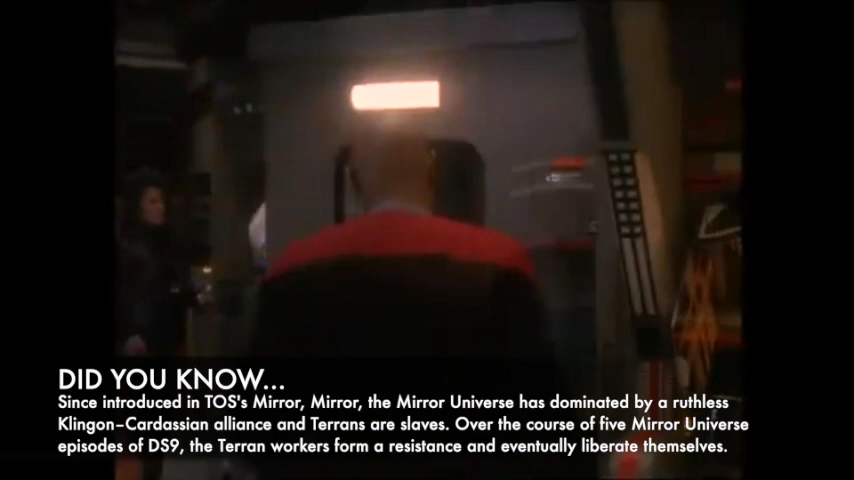 DID YOU KNOW...
Since introduced in TOS's Mirror, Mirror, the Mirror Universe has dominated by a ruthless
Klingon–Cardassian alliance and Terrans are slaves. Over the course of five Mirror Universe
episodes of DS9, the Terran workers form a resistance and eventually liberate themselves.